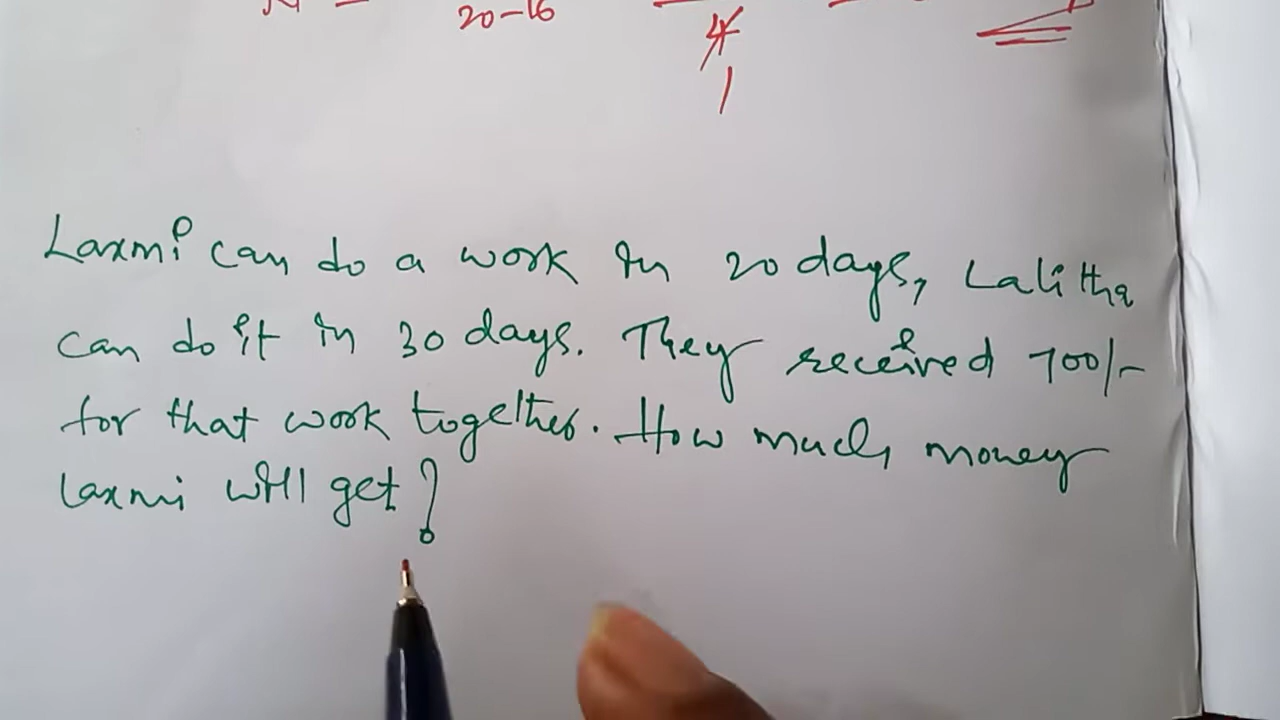 20-16
4
1
Laxmi can do a work in 20 days, Lalitha
can do it in 30 days. They received 700/-
for that work together. How much money
Laxmi will get?